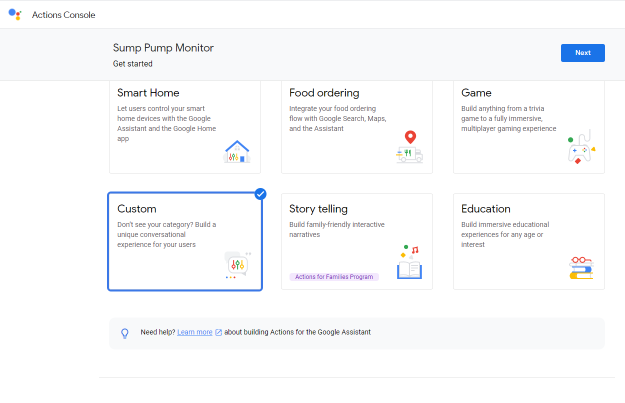 Actions Console
Sump Pump Monitor
Get started
Next
Smart Home
Let users control your smart
home devices with the Google
Assistant and the Google Home
app
Food ordering
Integrate your food ordering
flow with Google Search, Maps,
and the Assistant
Game
Build anything from a trivia
game to a fully immersive,
multiplayer gaming experience
Custom
Don't see your category? Build a
unique conversational
experience for your users
Story telling
Build family-friendly interactive
narratives
Actions for Families Program
Education
Build immersive educational
experiences for any age or
interest
Need help? Learn more about building Actions for the Google Assistant